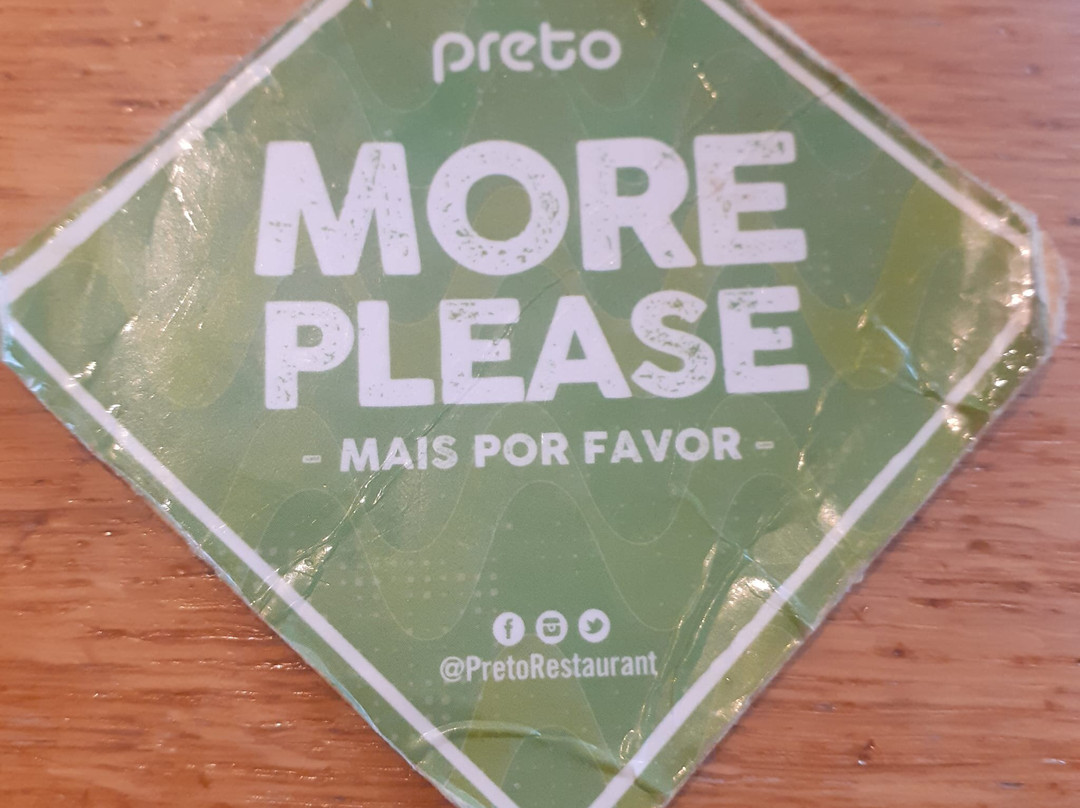 preto
MORE
PLEASE
- MAIS POR FAVOR -
@PretoRestaurant